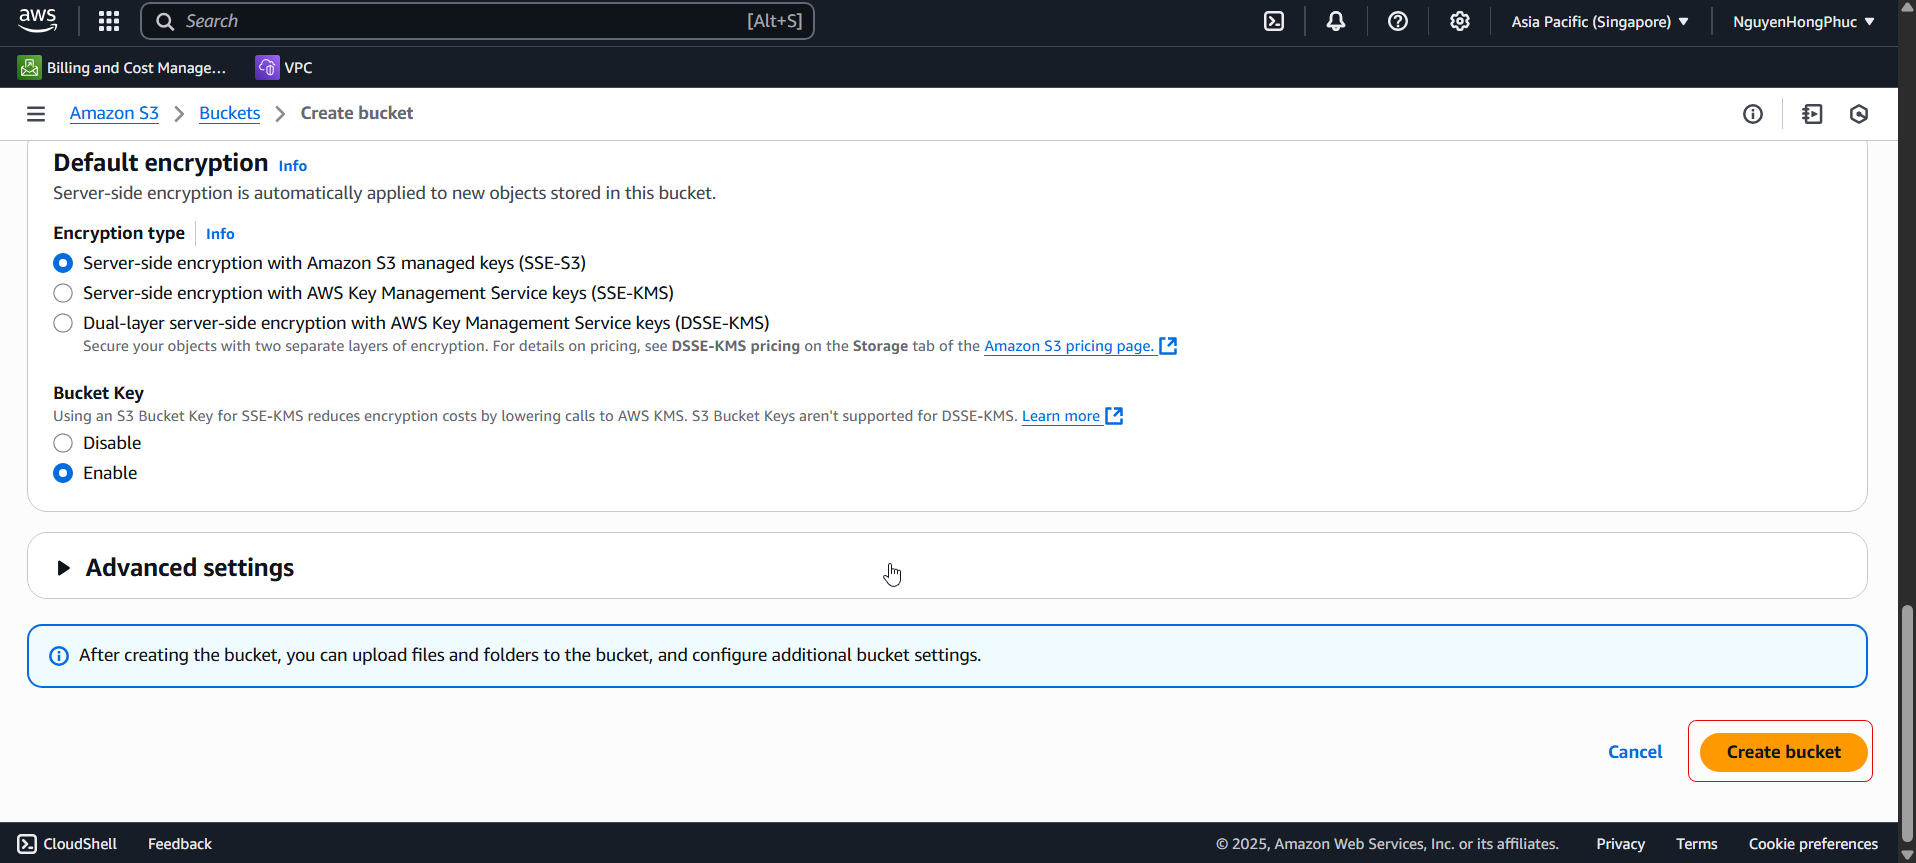 aws
Search [Alt+S]
Asia Pacific (Singapore) NguyenHongPhuc
Billing and Cost Manage... VPC
Amazon S3 Buckets Create bucket
Default encryption Info
Server-side encryption is automatically applied to new objects stored in this bucket.
Encryption type Info
Server-side encryption with Amazon S3 managed keys (SSE-S3)
Server-side encryption with AWS Key Management Service keys (SSE-KMS)
Dual-layer server-side encryption with AWS Key Management Service keys (DSSE-KMS)
Secure your objects with two separate layers of encryption. For details on pricing, see DSSE-KMS pricing on the Storage tab of the Amazon S3 pricing page.
Bucket Key
Using an S3 Bucket Key for SSE-KMS reduces encryption costs by lowering calls to AWS KMS. S3 Bucket Keys aren't supported for DSSE-KMS. Learn more
Disable
Enable
Advanced settings
After creating the bucket, you can upload files and folders to the bucket, and configure additional bucket settings.
Cancel Create bucket
CloudShell Feedback © 2025, Amazon Web Services, Inc. or its affiliates. Privacy Terms Cookie preferences